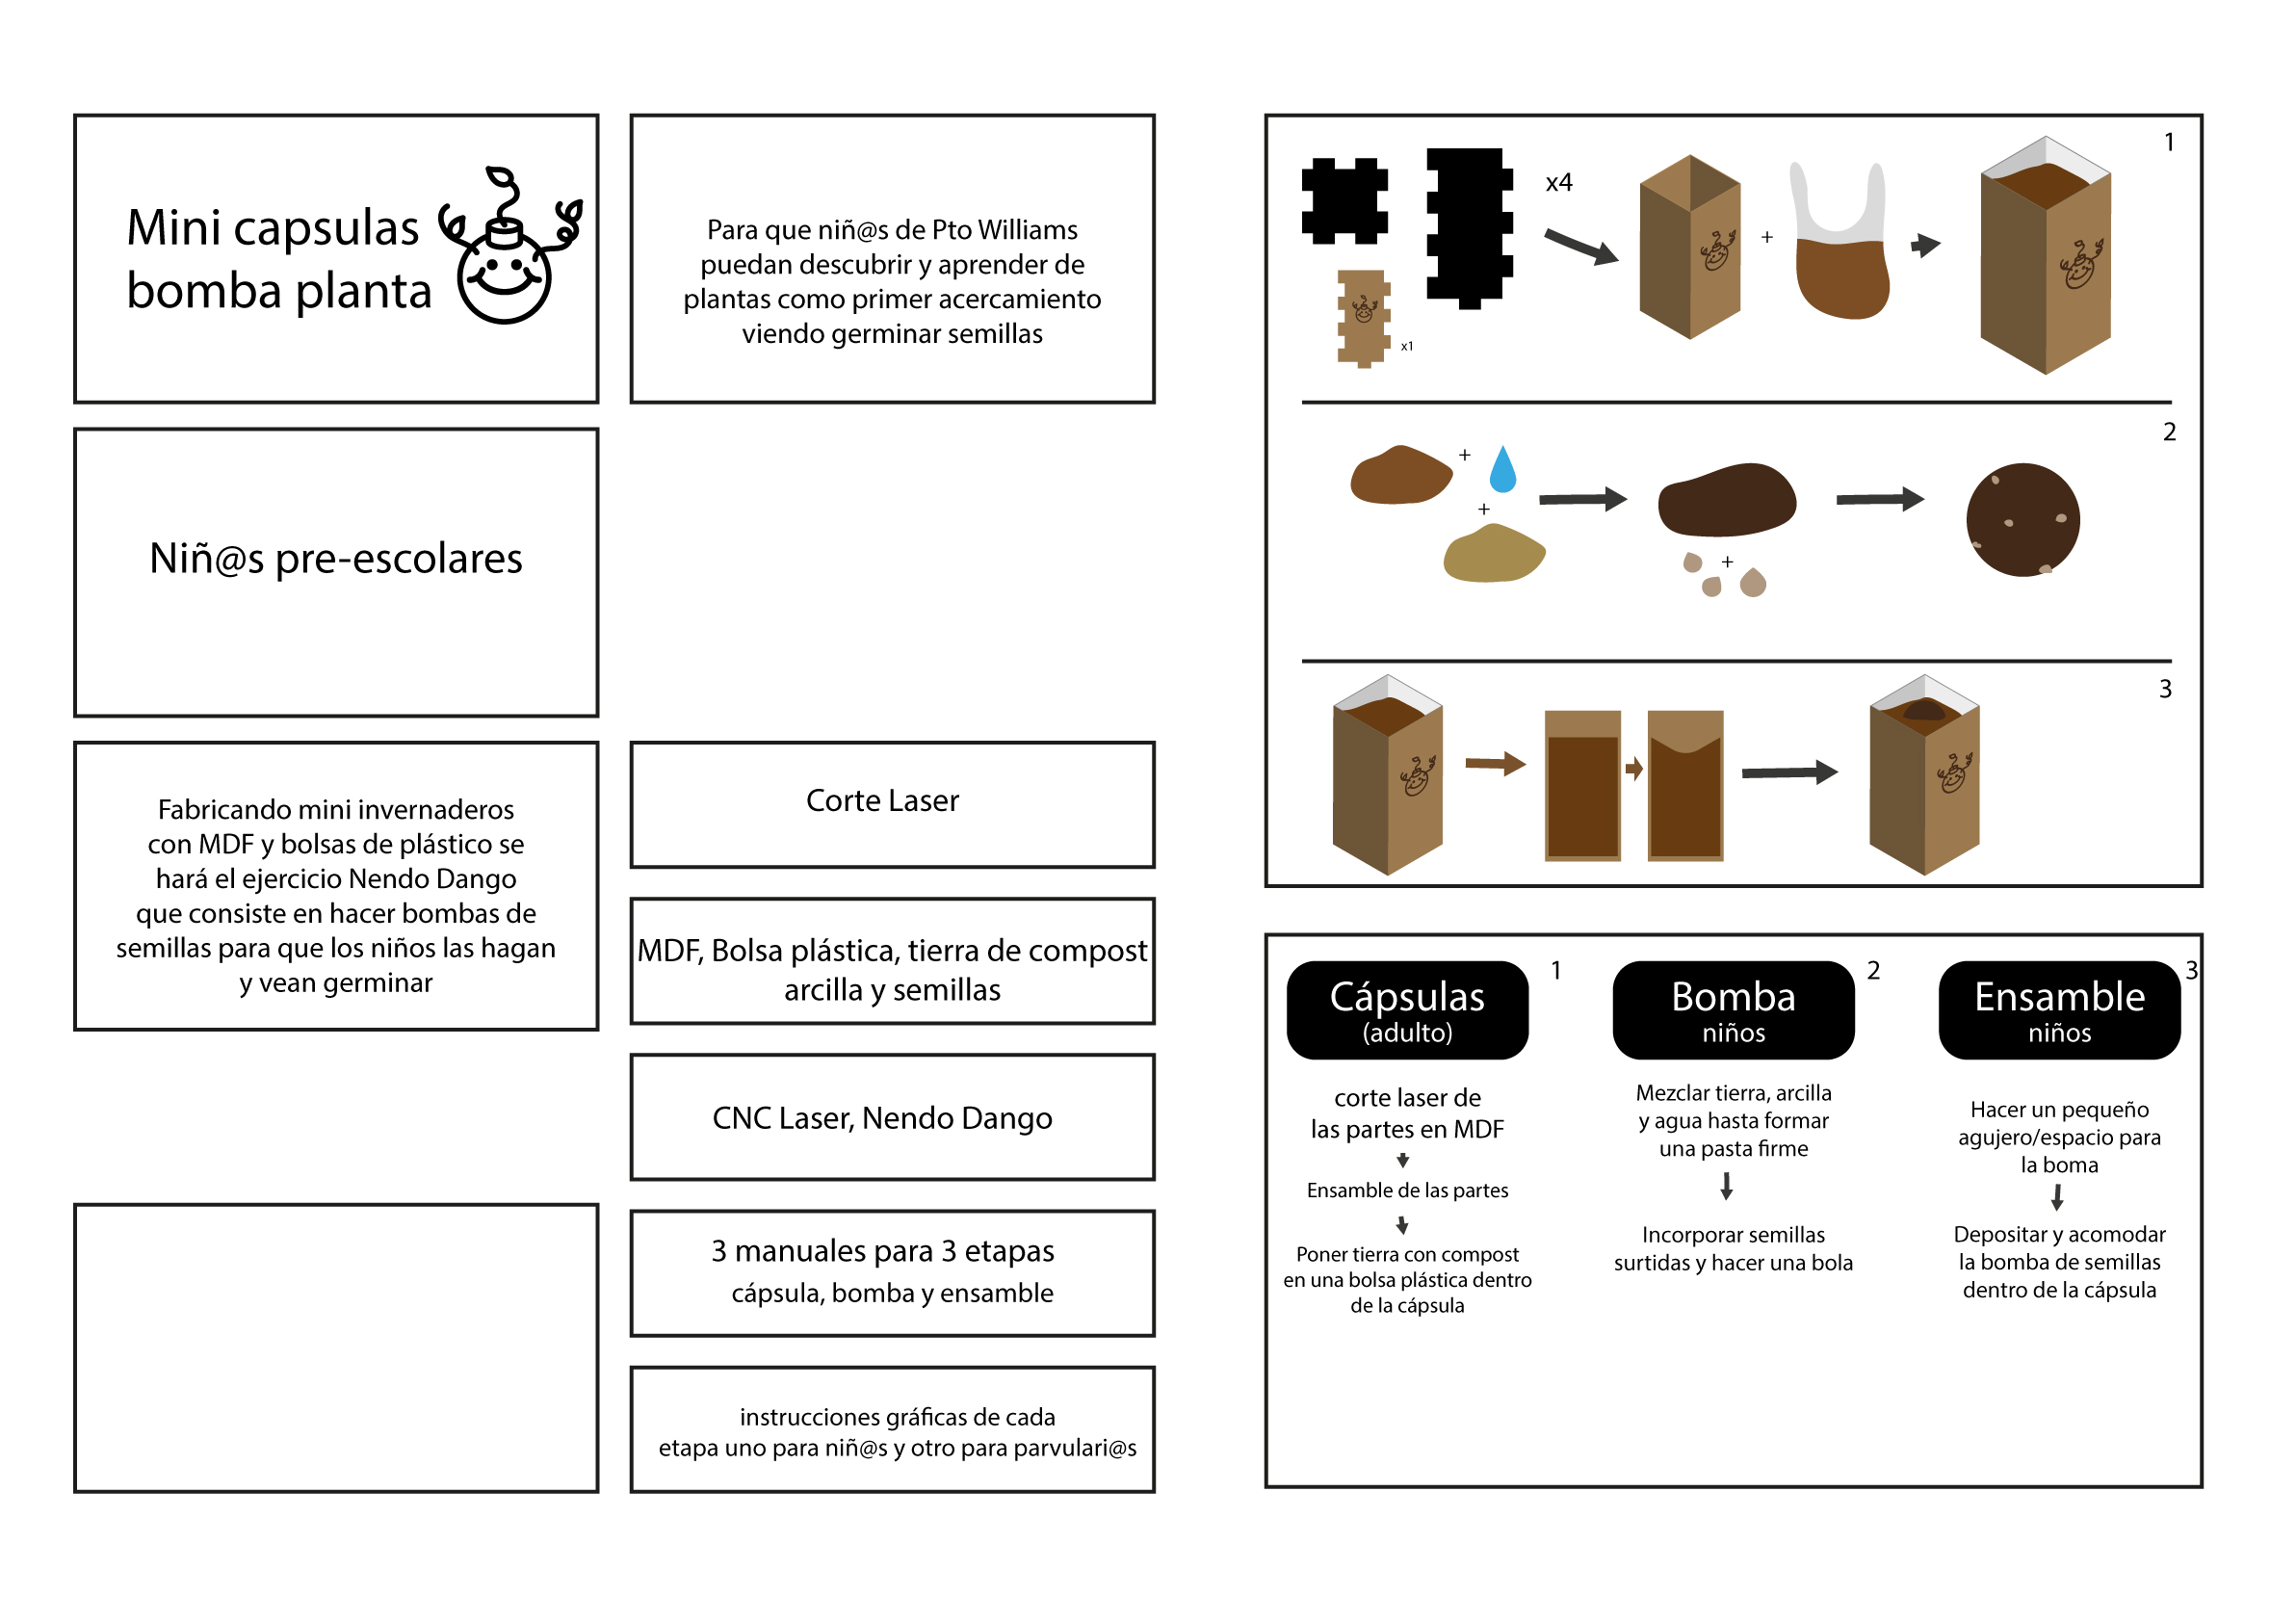 Mini capsulas
bomba planta
Para que niñ@s de Pto Williams
puedan descubrir y aprender de
plantas como primer acercamiento
viendo germinar semillas
Niñ@s pre-escolares
Fabricando mini invernaderos
con MDF y bolsas de plástico se
hará el ejercicio Nendo Dango
que consiste en hacer bombas de
semillas para que los niños las hagan
y vean germinar
Corte Laser
MDF, Bolsa plástica, tierra de compost
arcilla y semillas
CNC Laser, Nendo Dango
3 manuales para 3 etapas
cápsula, bomba y ensamble
instrucciones gráficas de cada
etapa uno para niñ@s y otro para parvulari@s
1
x4
+
x1
2
+
+
+
3
Cápsulas
(adulto)
1
corte laser de
las partes en MDF
Ensamble de las partes
Poner tierra con compost
en una bolsa plástica dentro
de la cápsula
Bomba
niños
2
Mezclar tierra, arcilla
y agua hasta formar
una pasta firme
Incorporar semillas
surtidas y hacer una bola
Ensamble
niños
3
Hacer un pequeño
agujero/espacio para
la boma
Depositar y acomodar
la bomba de semillas
dentro de la cápsula